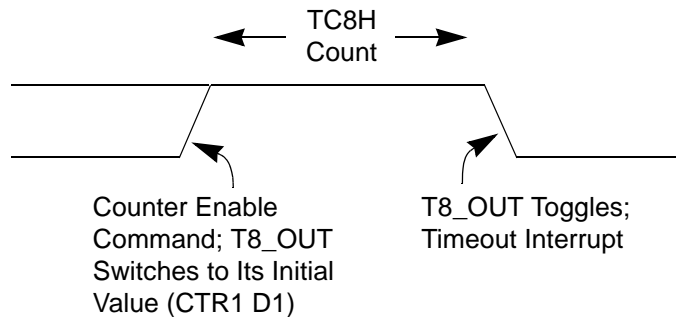 TC8H
Count
Counter Enable
Command; T8_OUT
Switches to Its Initial
Value (CTR1 D1)
T8_OUT Toggles;
Timeout Interrupt